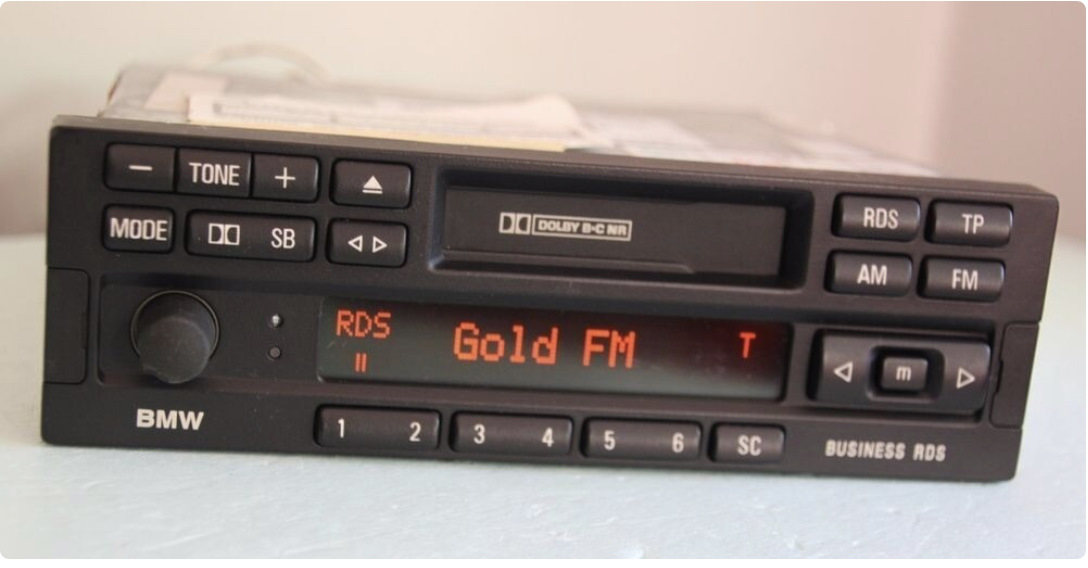 − TONE +
MODE
SB
DOLBY B·C NR
RDS TP
AM FM
RDS
II
Gold FM
T
m
BMW
1 2 3 4 5 6 SC
BUSINESS RDS